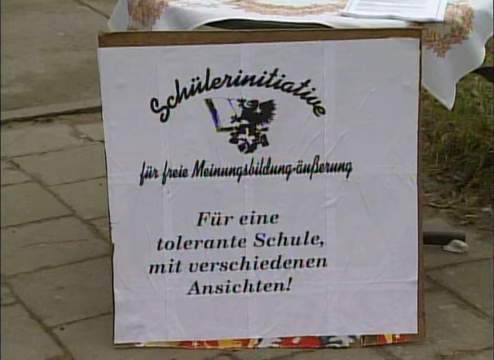 Schülerinitiative
für freie Meinungsbildung-äußerung
Für eine
tolerante Schule,
mit verschiedenen
Ansichten!